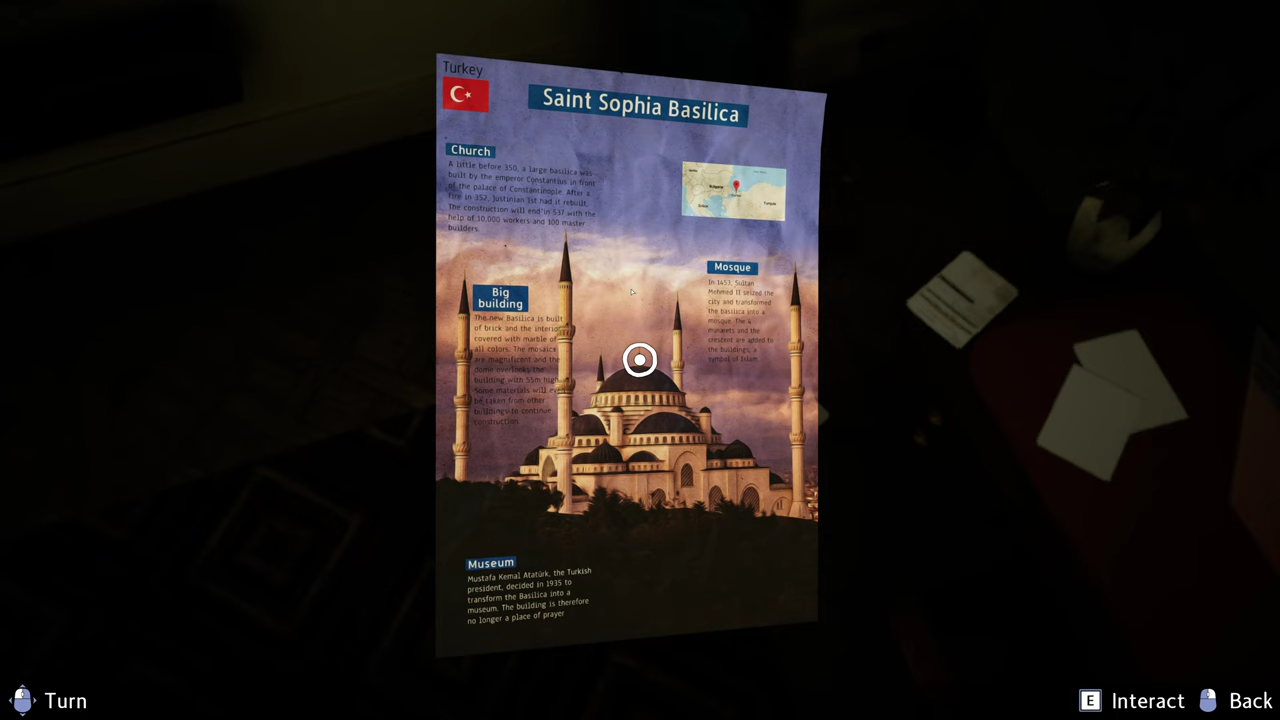 Turkey
Saint Sophia Basilica
Church
A little before 350, a large basilica was
built by the emperor Constantius in front
of the palace of Constantinople. After a
fire in 352, Justinian 1st had it rebuilt.
The construction will end in 537 with the
help of 10,000 workers and 100 master
builders.
Bulgaria
Turquie
Mosque
In 1453, Sultan
Mehmed II seized the
city and transformed
the basilica into a
mosque. The 4
minarets and the
crescent are added to
the buildings, a
symbol of Islam.
Big
building
The new Basilica is built
of brick and the interior
covered with marble of
all colors. The mosaics
are magnificent and the
dome overlooks the
building with 55m high.
Some materials will even
be taken from other
buildings to continue
construction.
Museum
Mustafa Kemal Atatürk, the Turkish
president, decided in 1935 to
transform the Basilica into a
museum. The building is therefore
no longer a place of prayer
Turn
E Interact
Back